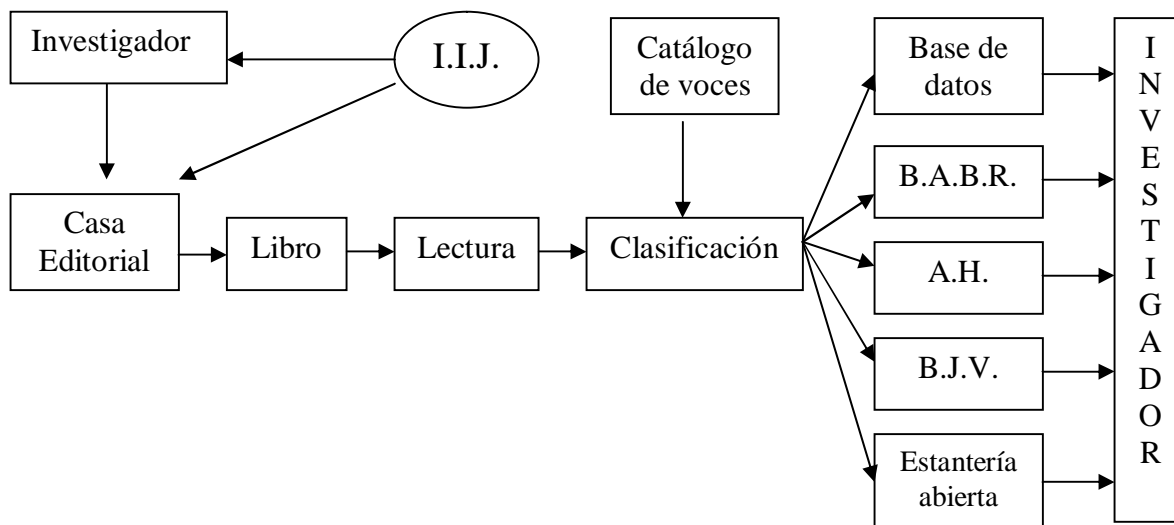 Investigador
I.I.J.
Catálogo
de voces
Base de
datos
B.A.B.R.
Casa
Editorial
Libro
Lectura
Clasificación
A.H.
B.J.V.
Estantería
abierta
I
N
V
E
S
T
I
G
A
D
O
R